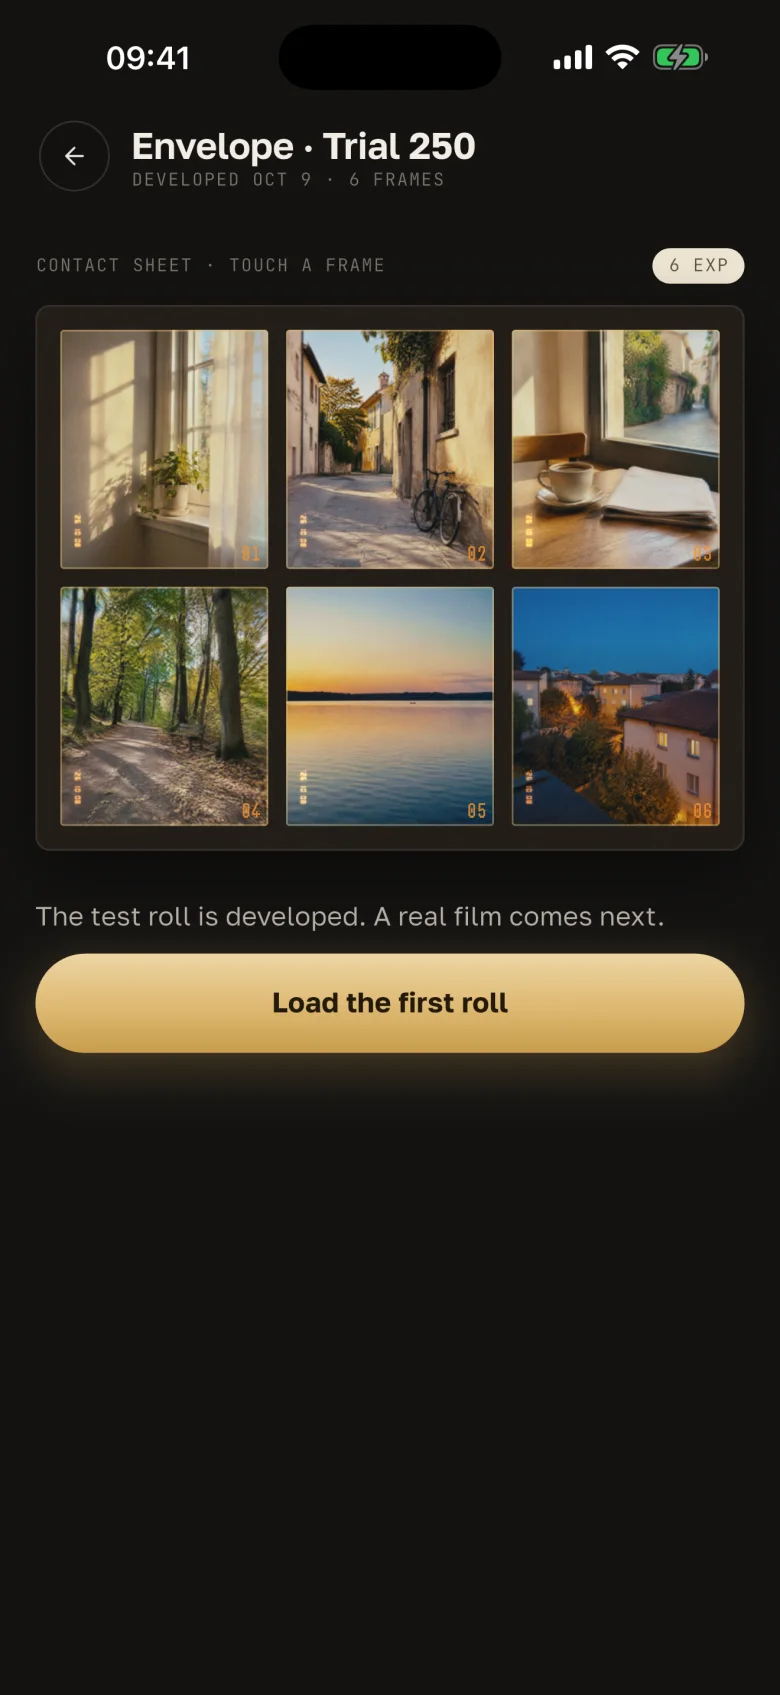 09:41
Envelope · Trial 250
DEVELOPED OCT 9 · 6 FRAMES
CONTACT SHEET · TOUCH A FRAME
6 EXP
01
02
03
04
05
06
The test roll is developed. A real film comes next.
Load the first roll